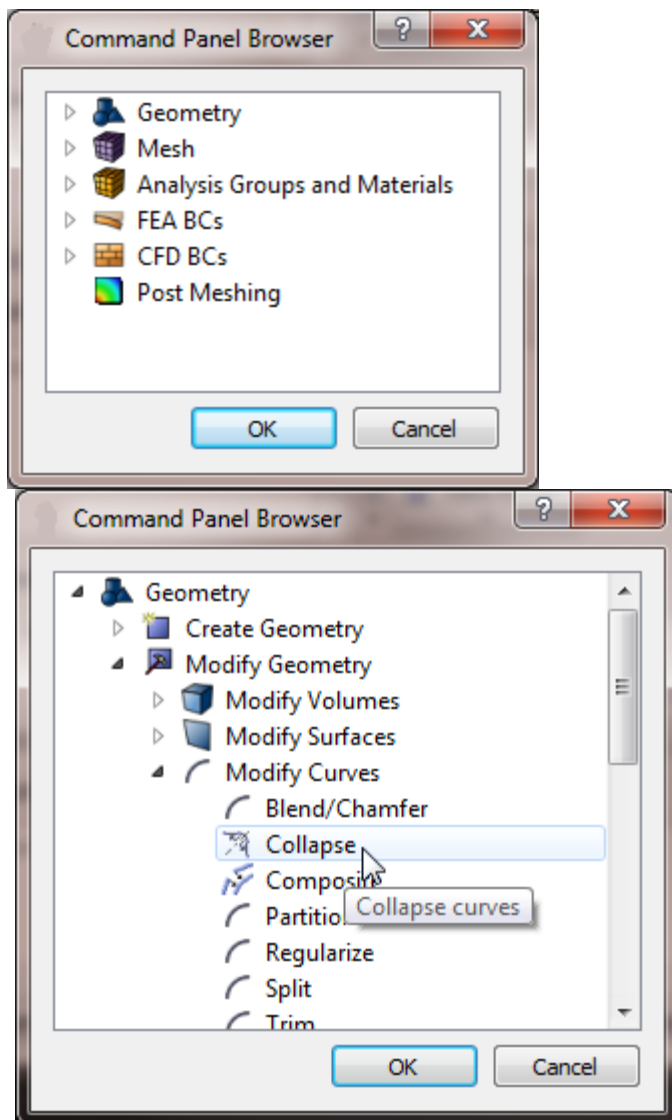 Command Panel Browser
Geometry
Mesh
Analysis Groups and Materials
FEA BCs
CFD BCs
Post Meshing
OK Cancel
Command Panel Browser
Geometry
Create Geometry
Modify Geometry
Modify Volumes
Modify Surfaces
Modify Curves
Blend/Chamfer
Collapse
Collapse curves
Regularize
Split
Trim
OK Cancel